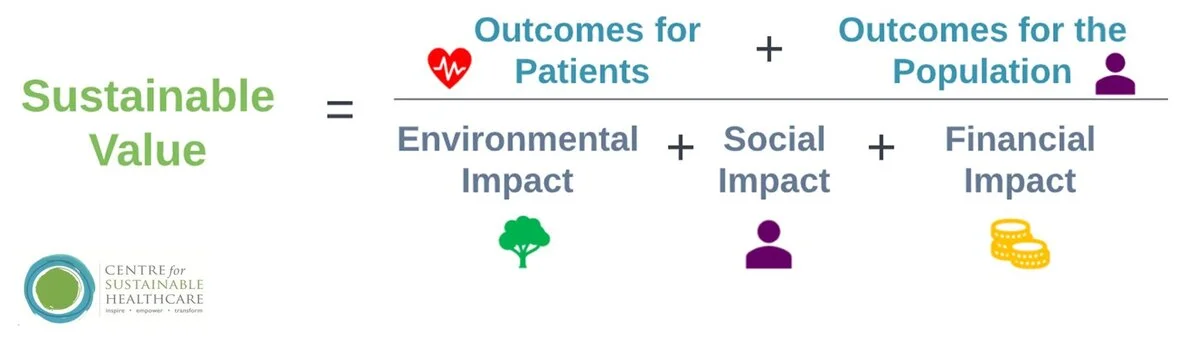 Sustainable
Value
=
Outcomes for
Patients
+
Outcomes for the
Population
Environmental
Impact
+
Social
Impact
+
Financial
Impact
CENTRE for
SUSTAINABLE
HEALTHCARE
inspire • empower • transform